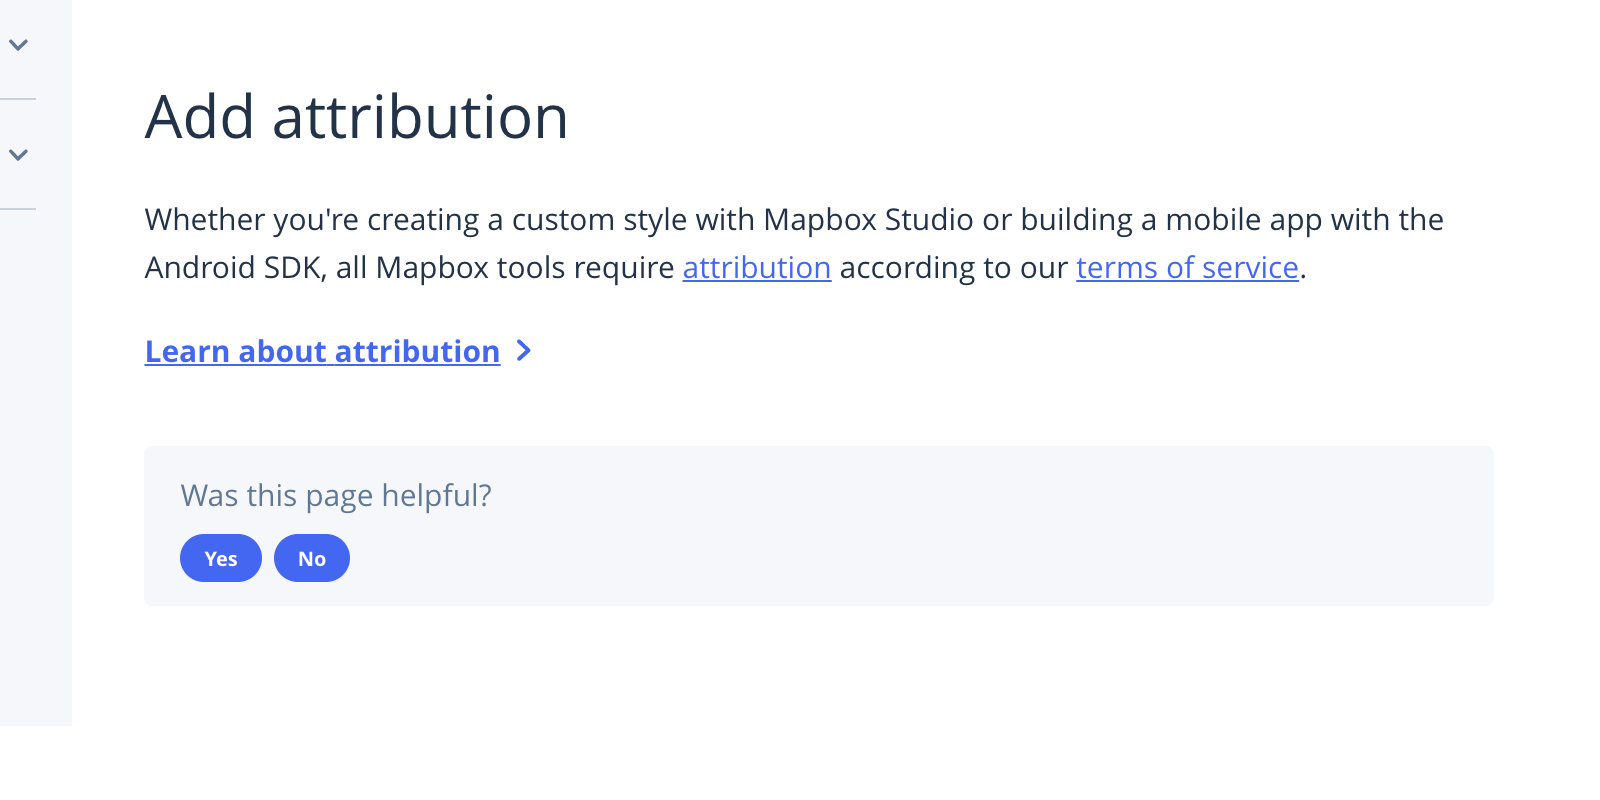 Add attribution
Whether you're creating a custom style with Mapbox Studio or building a mobile app with the
Android SDK, all Mapbox tools require attribution according to our terms of service.
Learn about attribution
Was this page helpful?
Yes No